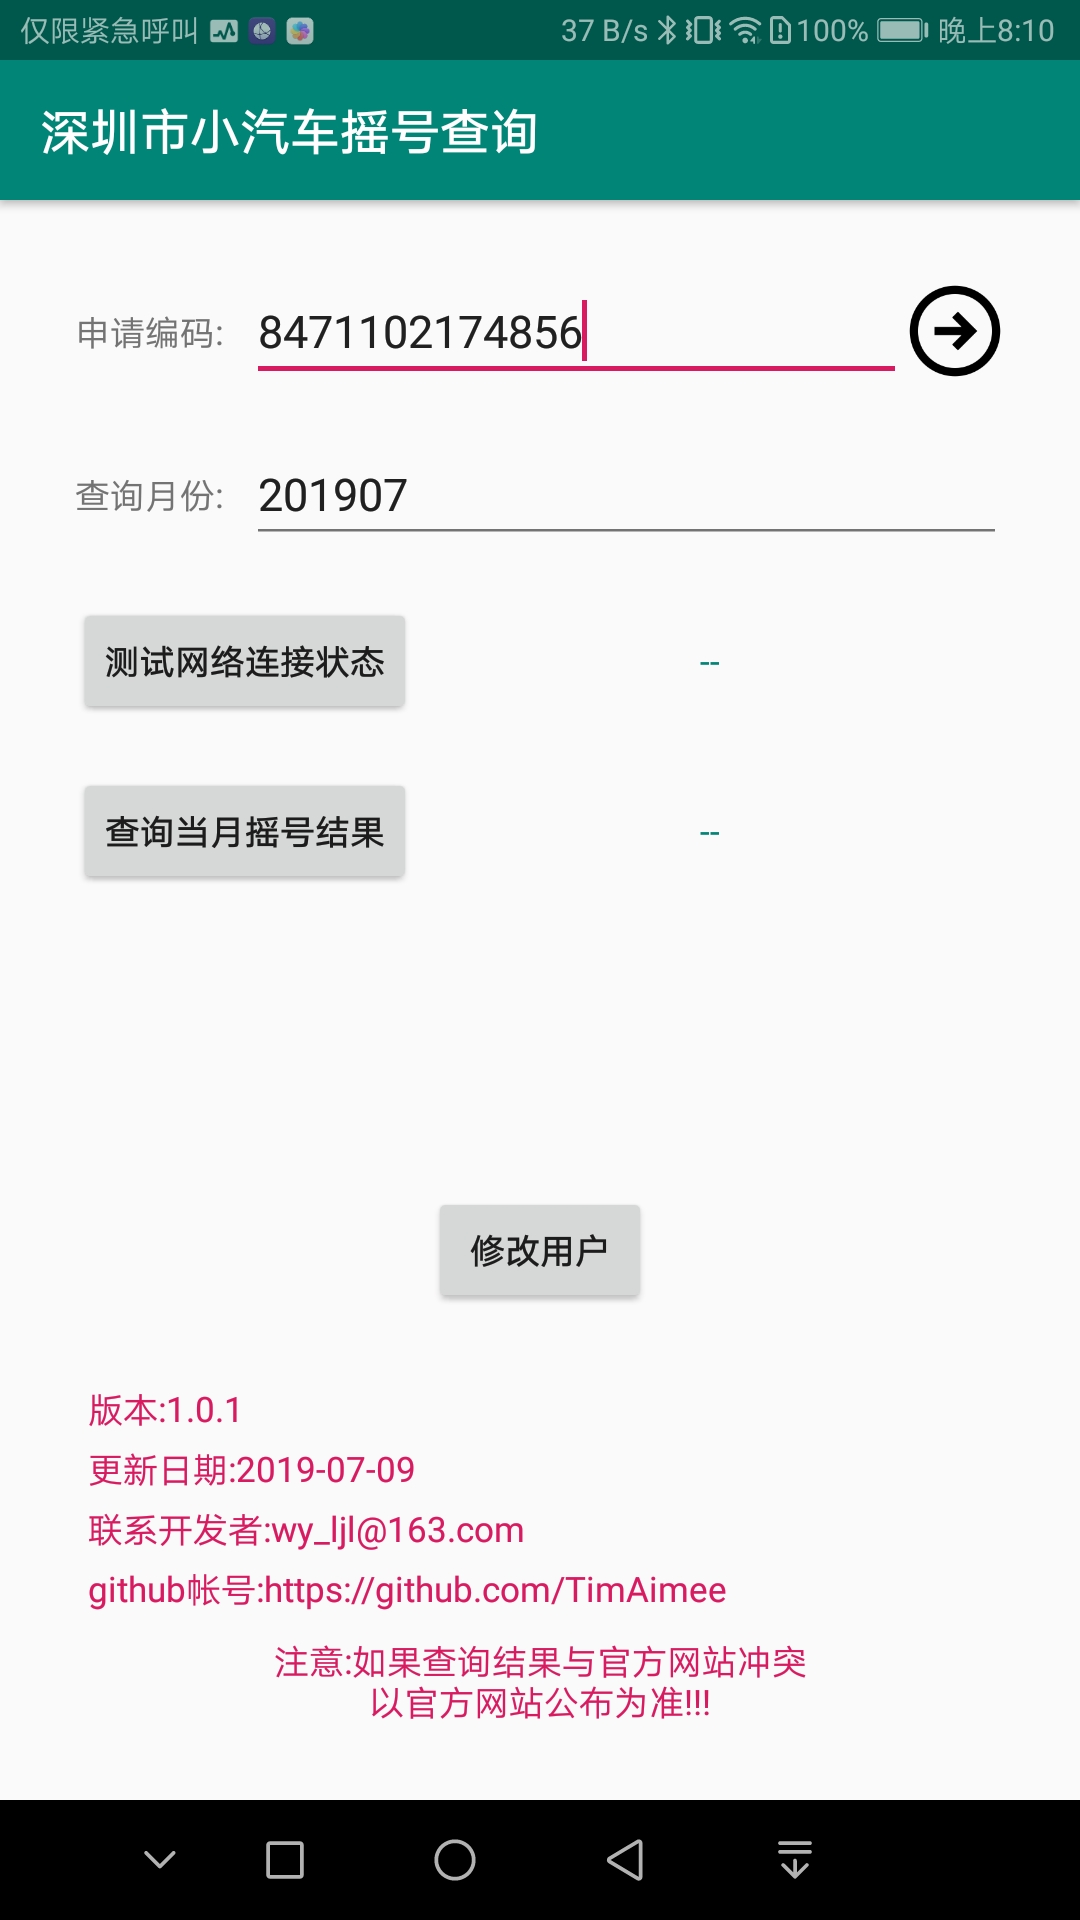 仅限紧急呼叫 37 B/s 100% 晚上8:10
深圳市小汽车摇号查询
申请编码: 8471102174856
查询月份: 201907
测试网络连接状态 --
查询当月摇号结果 --
修改用户
版本:1.0.1
更新日期:2019-07-09
联系开发者:wy_ljl@163.com
github帐号:https://github.com/TimAimee
注意:如果查询结果与官方网站冲突
以官方网站公布为准!!!